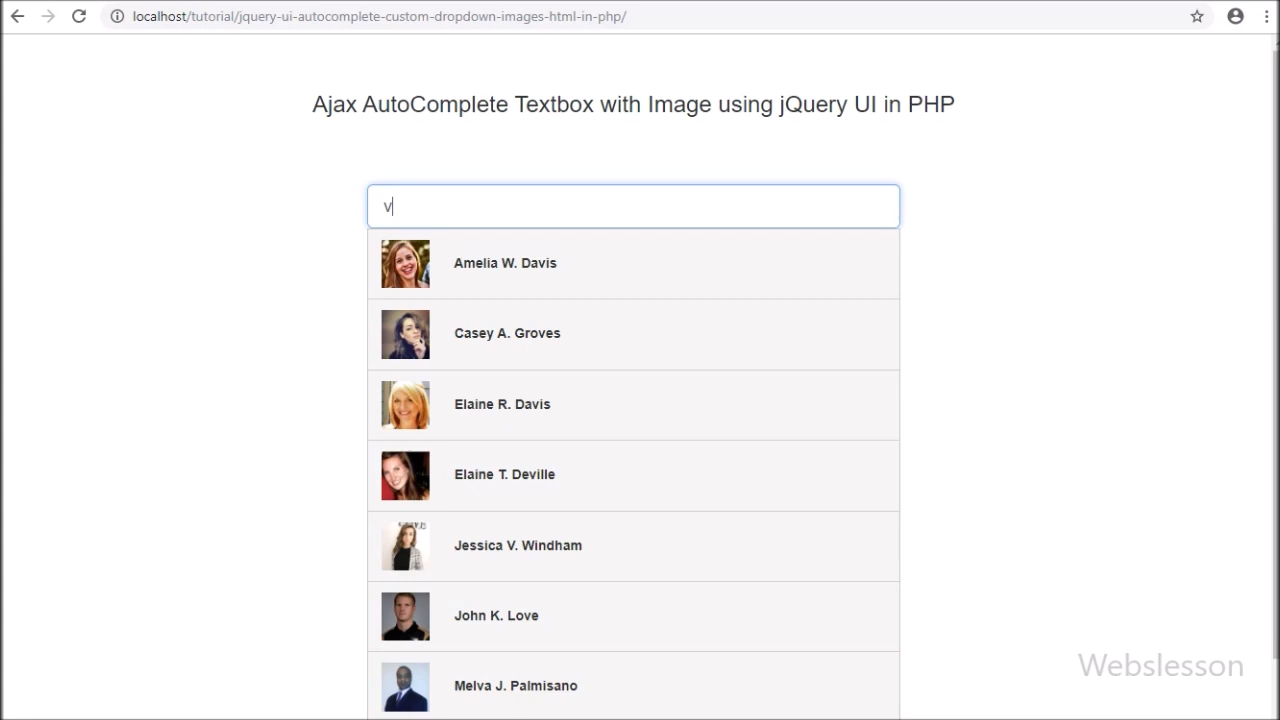 localhost/tutorial/jquery-ui-autocomplete-custom-dropdown-images-html-in-php/
Ajax AutoComplete Textbox with Image using jQuery UI in PHP
v
Amelia W. Davis
Casey A. Groves
Elaine R. Davis
Elaine T. Deville
Jessica V. Windham
John K. Love
Melva J. Palmisano
Webslesson